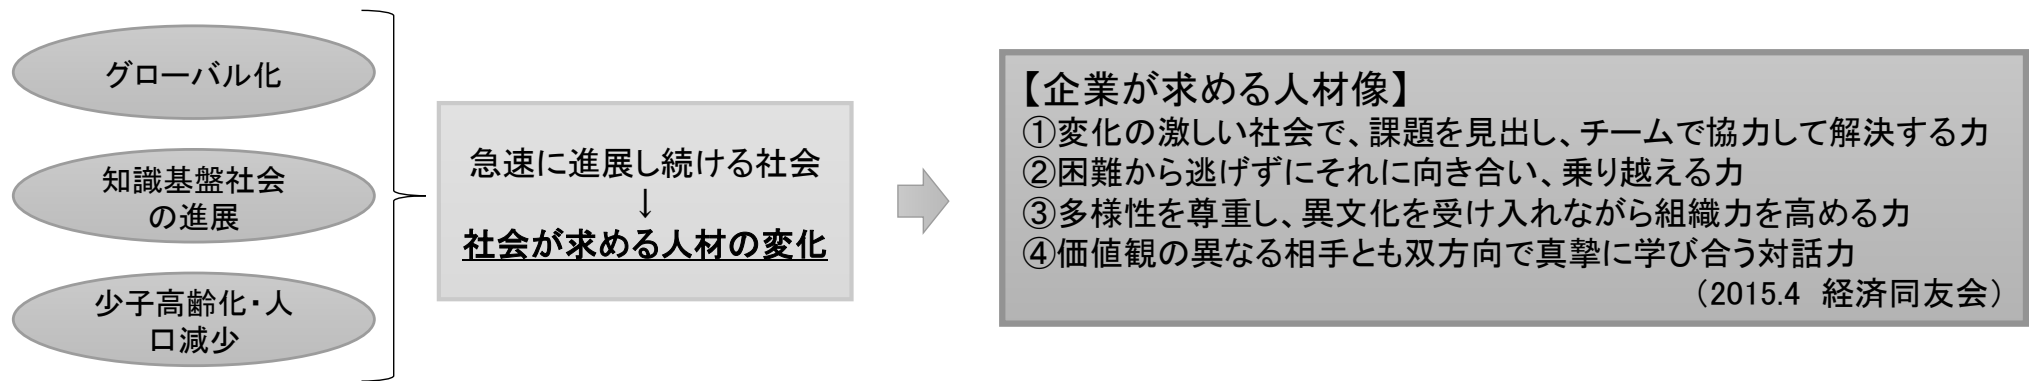 グローバル化
知識基盤社会
の進展
少子高齢化・人
口減少
急速に進展し続ける社会
↓
社会が求める人材の変化
【企業が求める人材像】
①変化の激しい社会で、課題を見出し、チームで協力して解決する力
②困難から逃げずにそれに向き合い、乗り越える力
③多様性を尊重し、異文化を受け入れながら組織力を高める力
④価値観の異なる相手とも双方向で真摯に学び合う対話力
（2015.4　経済同友会）